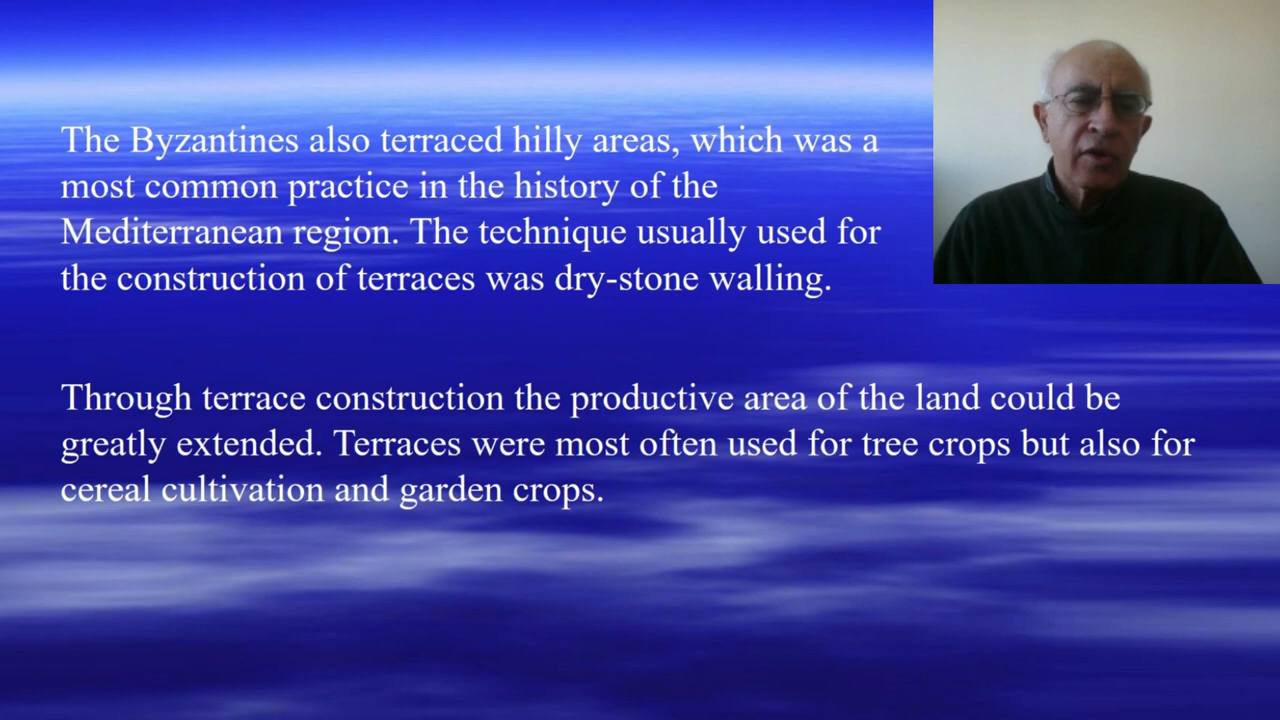 The Byzantines also terraced hilly areas, which was a
most common practice in the history of the
Mediterranean region. The technique usually used for
the construction of terraces was dry-stone walling.
Through terrace construction the productive area of the land could be
greatly extended. Terraces were most often used for tree crops but also for
cereal cultivation and garden crops.